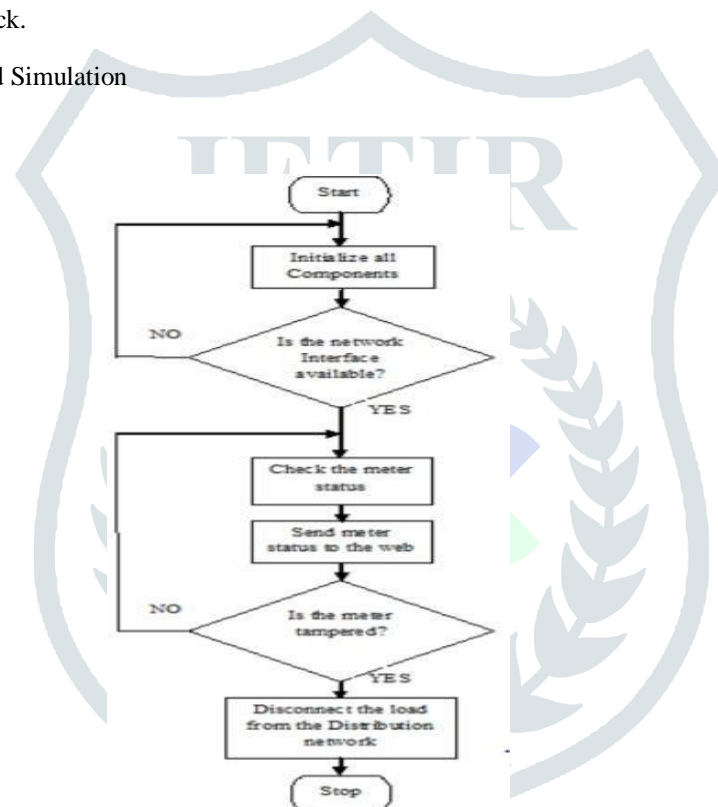 ck.
d Simulation
JETIR
Start
Initialize all
Components
NO
Is the network
Interface
available?
YES
Check the meter
status
Send meter
status to the web
NO
Is the meter
tampered?
YES
Disconnect the load
from the Distribution
network
Stop